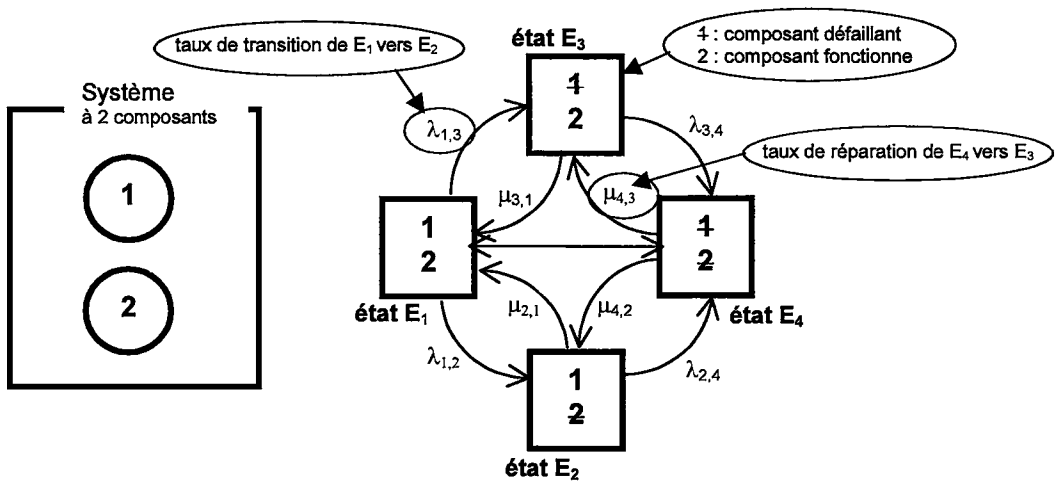 taux de transition de E₁ vers E₂
état E₃
1̶ : composant défaillant
2 : composant fonctionne
Système
à 2 composants
1
2
λ₁,₃
1̶
2
λ₃,₄
taux de réparation de E₄ vers E₃
μ₃,₁
μ₄,₃
1
2
1̶
2̶
état E₁
μ₂,₁
μ₄,₂
état E₄
λ₁,₂
1
2̶
λ₂,₄
état E₂